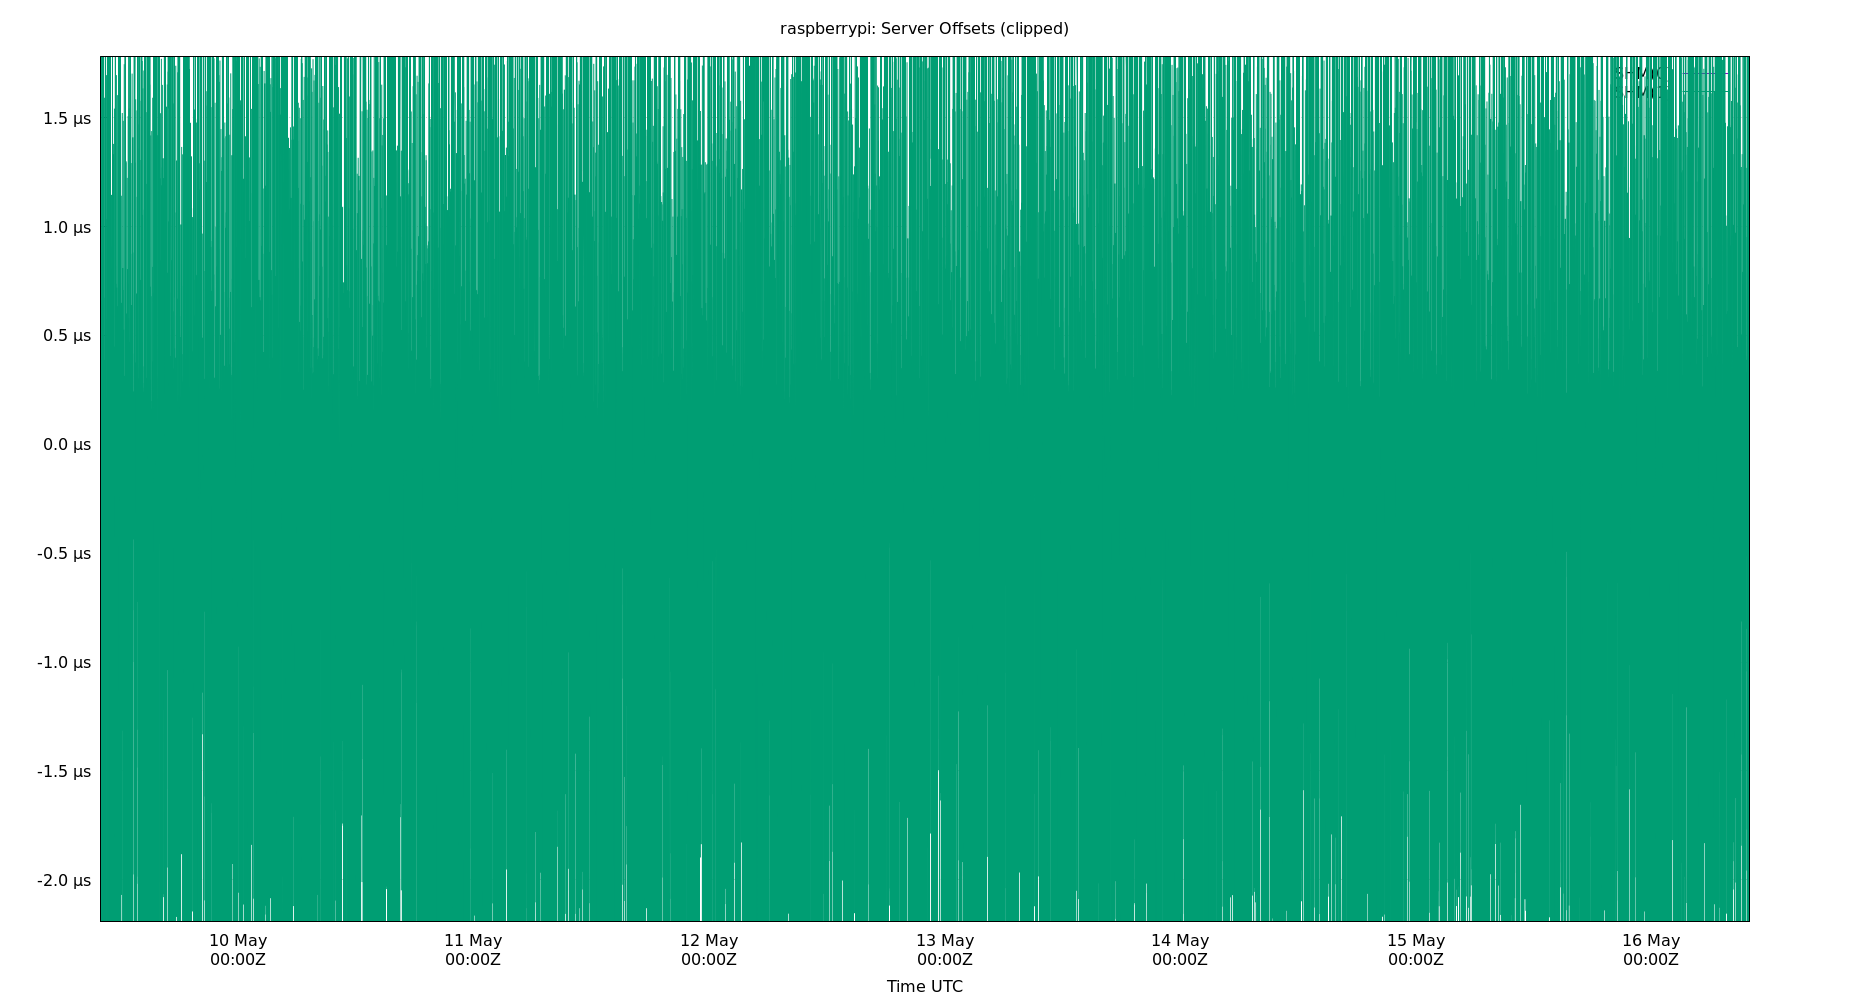 raspberrypi: Server Offsets (clipped)
1.5 µs
1.0 µs
0.5 µs
0.0 µs
-0.5 µs
-1.0 µs
-1.5 µs
-2.0 µs
10 May 11 May 12 May 13 May 14 May 15 May 16 May
00:00Z 00:00Z 00:00Z 00:00Z 00:00Z 00:00Z 00:00Z
Time UTC